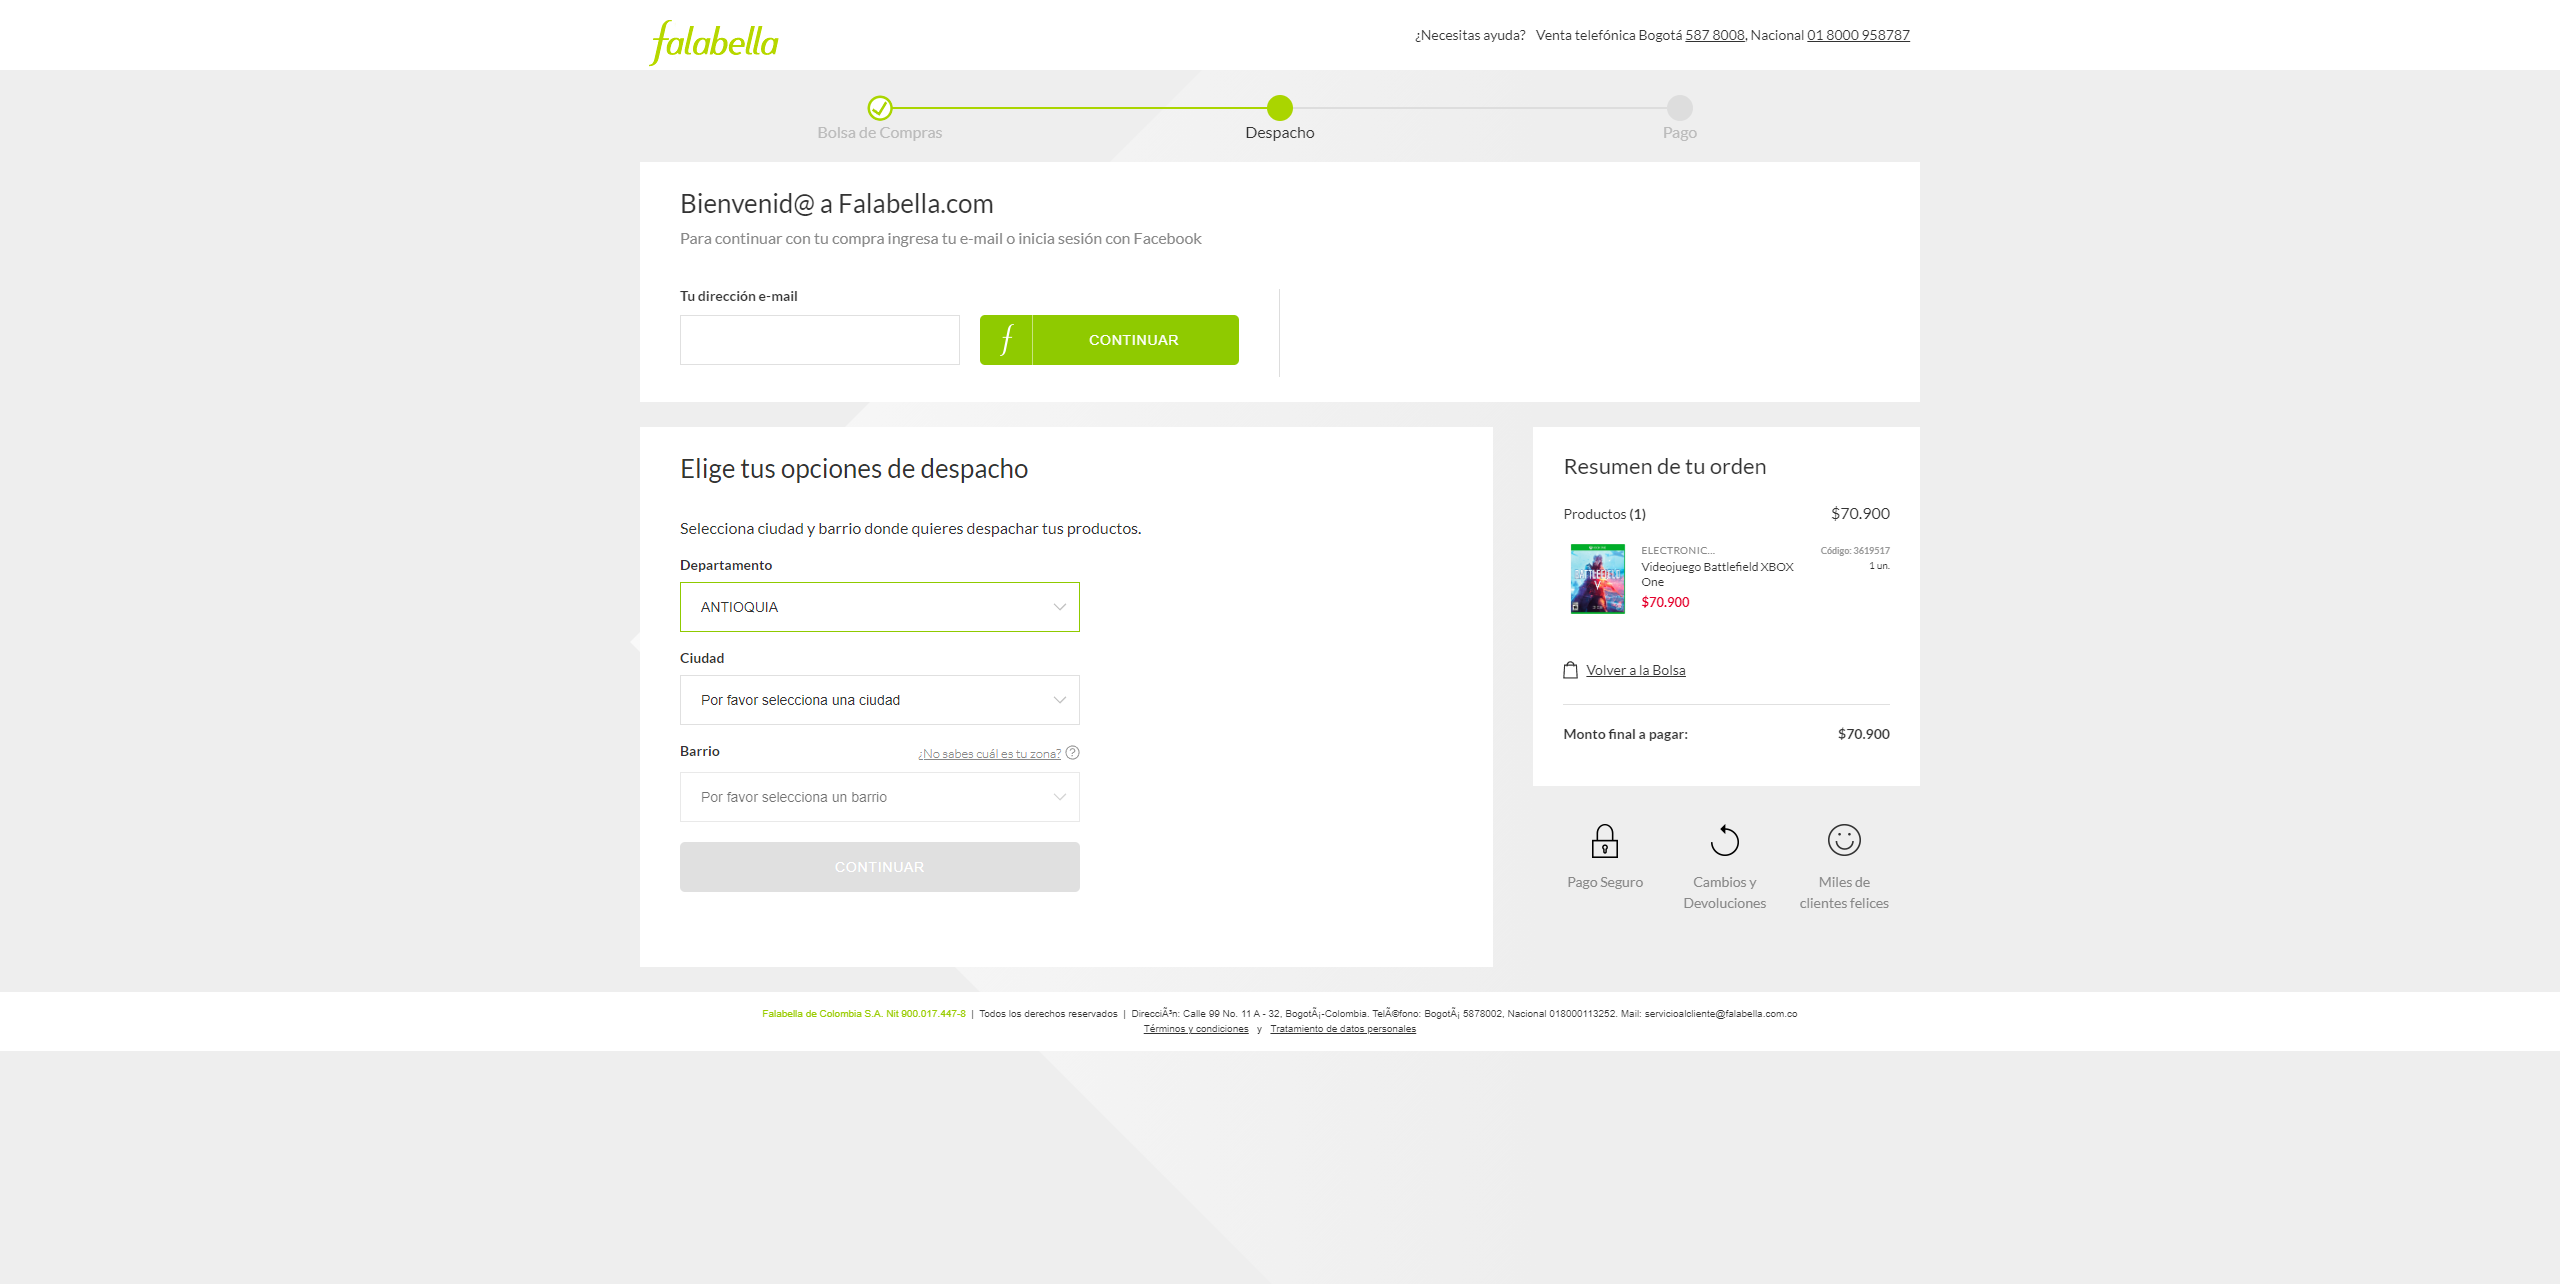 falabella
¿Necesitas ayuda? Venta telefónica Bogotá 587 8008, Nacional 01 8000 958787
Bolsa de Compras
Despacho
Pago
Bienvenid@ a Falabella.com
Para continuar con tu compra ingresa tu e-mail o inicia sesión con Facebook
Tu dirección e-mail
f CONTINUAR
Elige tus opciones de despacho
Selecciona ciudad y barrio donde quieres despachar tus productos.
Departamento
ANTIOQUIA
Ciudad
Por favor selecciona una ciudad
Barrio
¿No sabes cuál es tu zona? ?
Por favor selecciona un barrio
CONTINUAR
Resumen de tu orden
Productos (1) $70.900
BATTLEFIELD
V
ELECTRONIC... Código: 3619517
Videojuego Battlefield XBOX 1 un.
One
$70.900
Volver a la Bolsa
Monto final a pagar: $70.900
Pago Seguro
Cambios y
Devoluciones
Miles de
clientes felices
Falabella de Colombia S.A. Nit 900.017.447-8 | Todos los derechos reservados | DirecciÃ³n: Calle 99 No. 11 A - 32, BogotÃ¡-Colombia. TelÃ©fono: BogotÃ¡ 5878002, Nacional 018000113252. Mail: servicioalcliente@falabella.com.co
Términos y condiciones y Tratamiento de datos personales